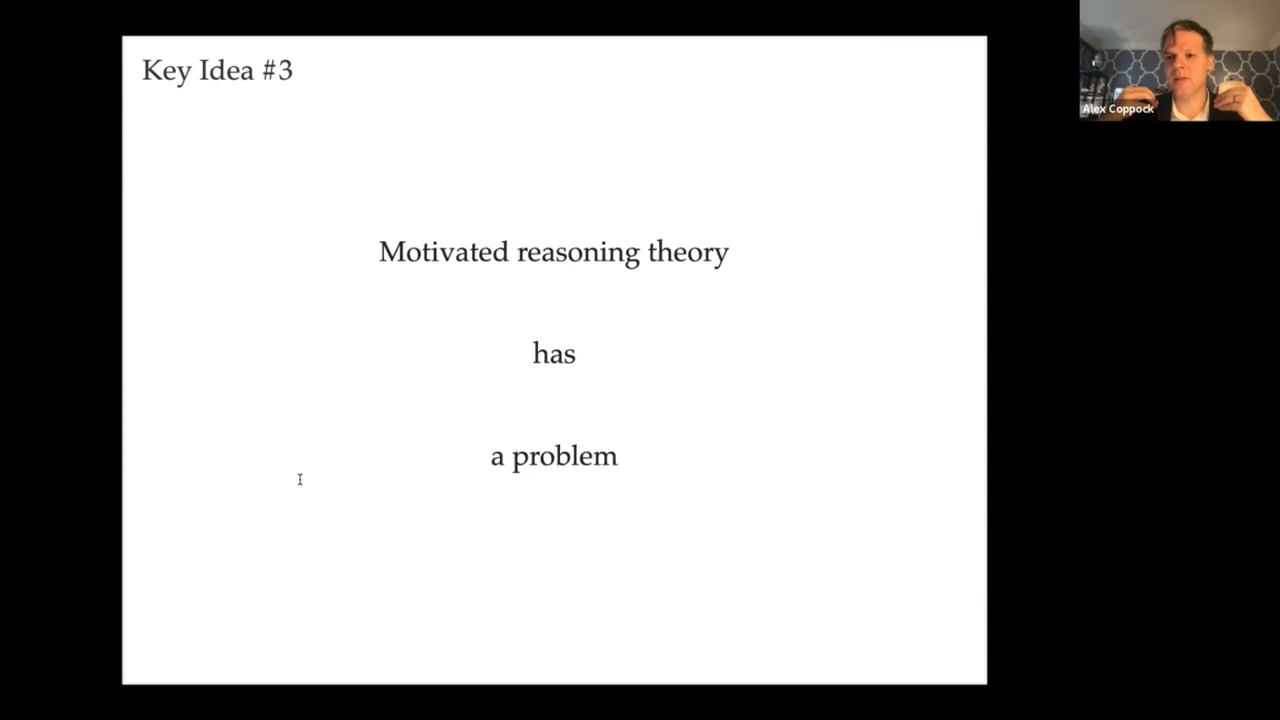 Key Idea #3
Alex Coppock
Motivated reasoning theory
has
a problem